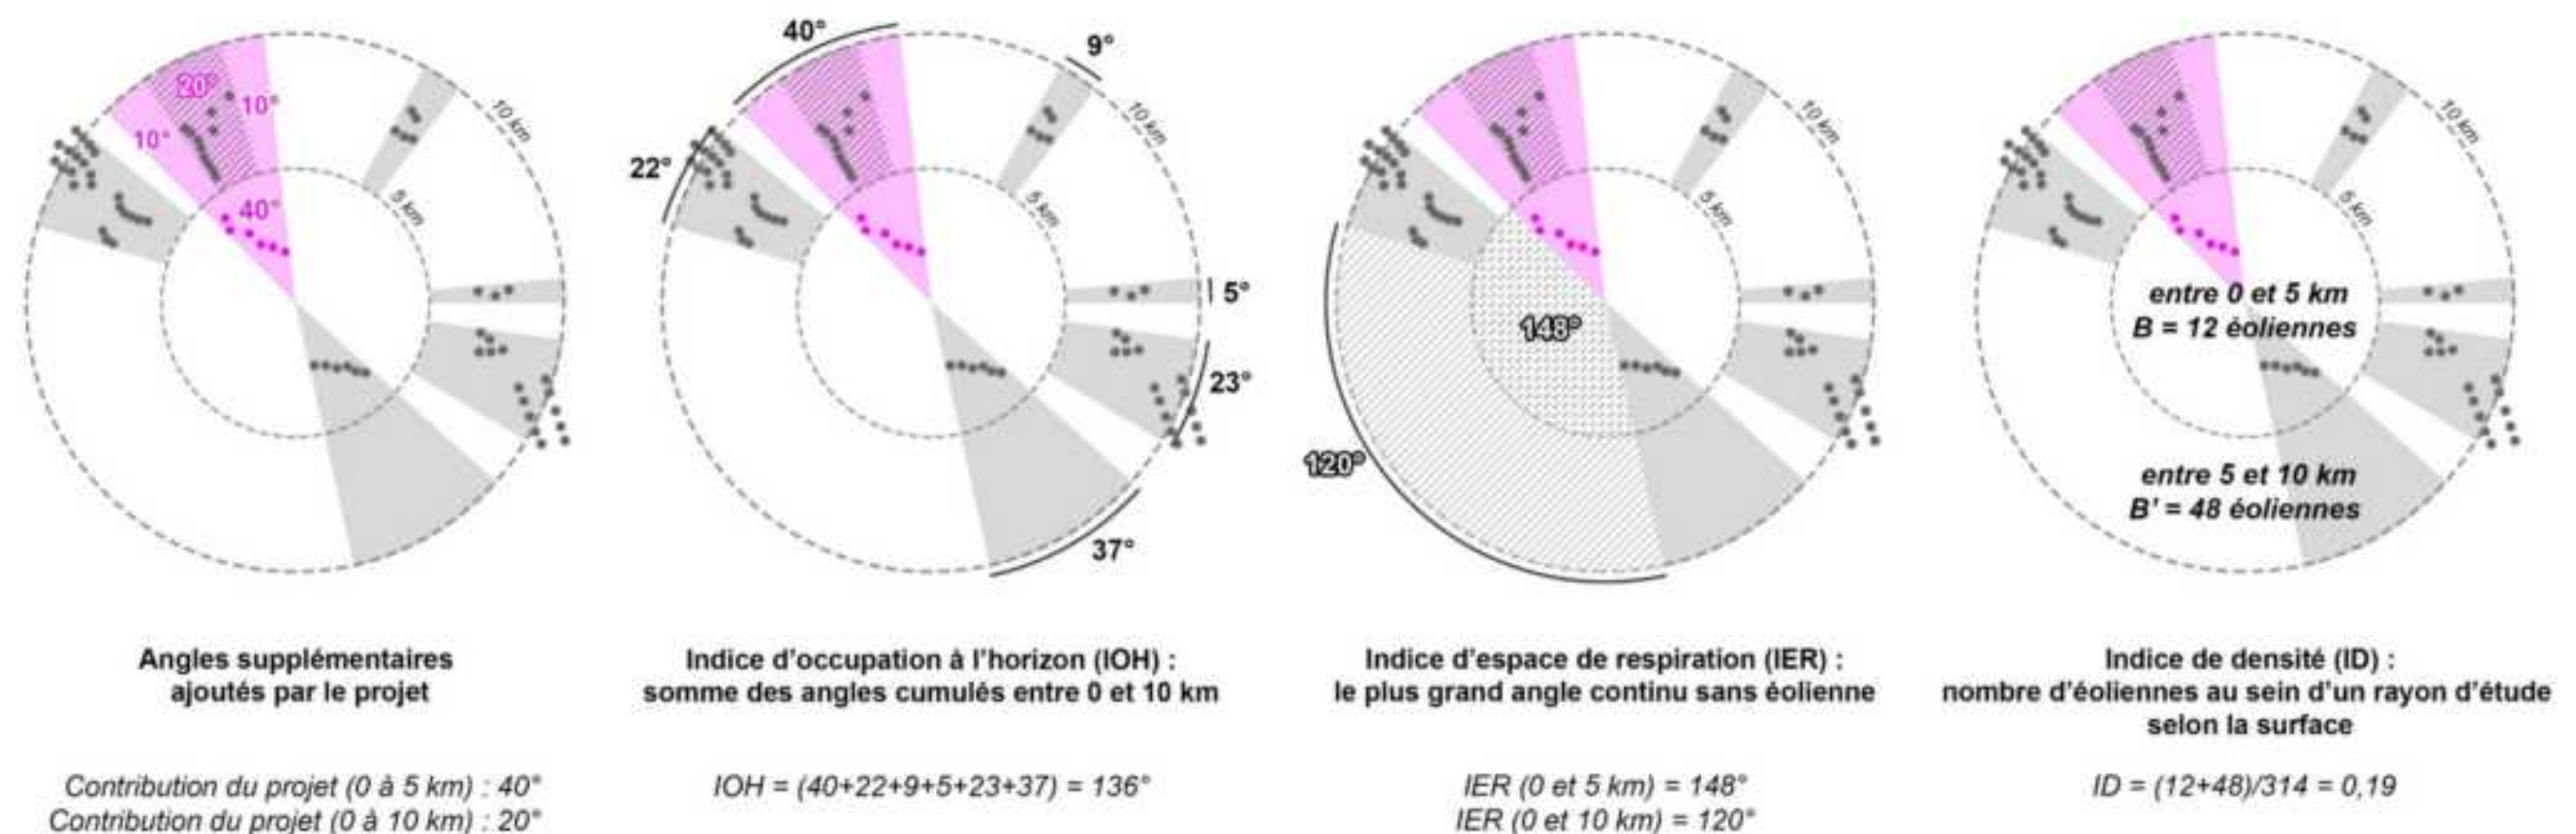 20°
10°
10°
40°
5 km
10 km
Angles supplémentaires
ajoutés par le projet
Contribution du projet (0 à 5 km) : 40°
Contribution du projet (0 à 10 km) : 20°
40°
9°
10 km
22°
5 km
5°
23°
37°
Indice d'occupation à l'horizon (IOH) :
somme des angles cumulés entre 0 et 10 km
IOH = (40+22+9+5+23+37) = 136°
10 km
5 km
148°
120°
Indice d'espace de respiration (IER) :
le plus grand angle continu sans éolienne
IER (0 et 5 km) = 148°
IER (0 et 10 km) = 120°
10 km
5 km
entre 0 et 5 km
B = 12 éoliennes
entre 5 et 10 km
B' = 48 éoliennes
Indice de densité (ID) :
nombre d'éoliennes au sein d'un rayon d'étude
selon la surface
ID = (12+48)/314 = 0,19